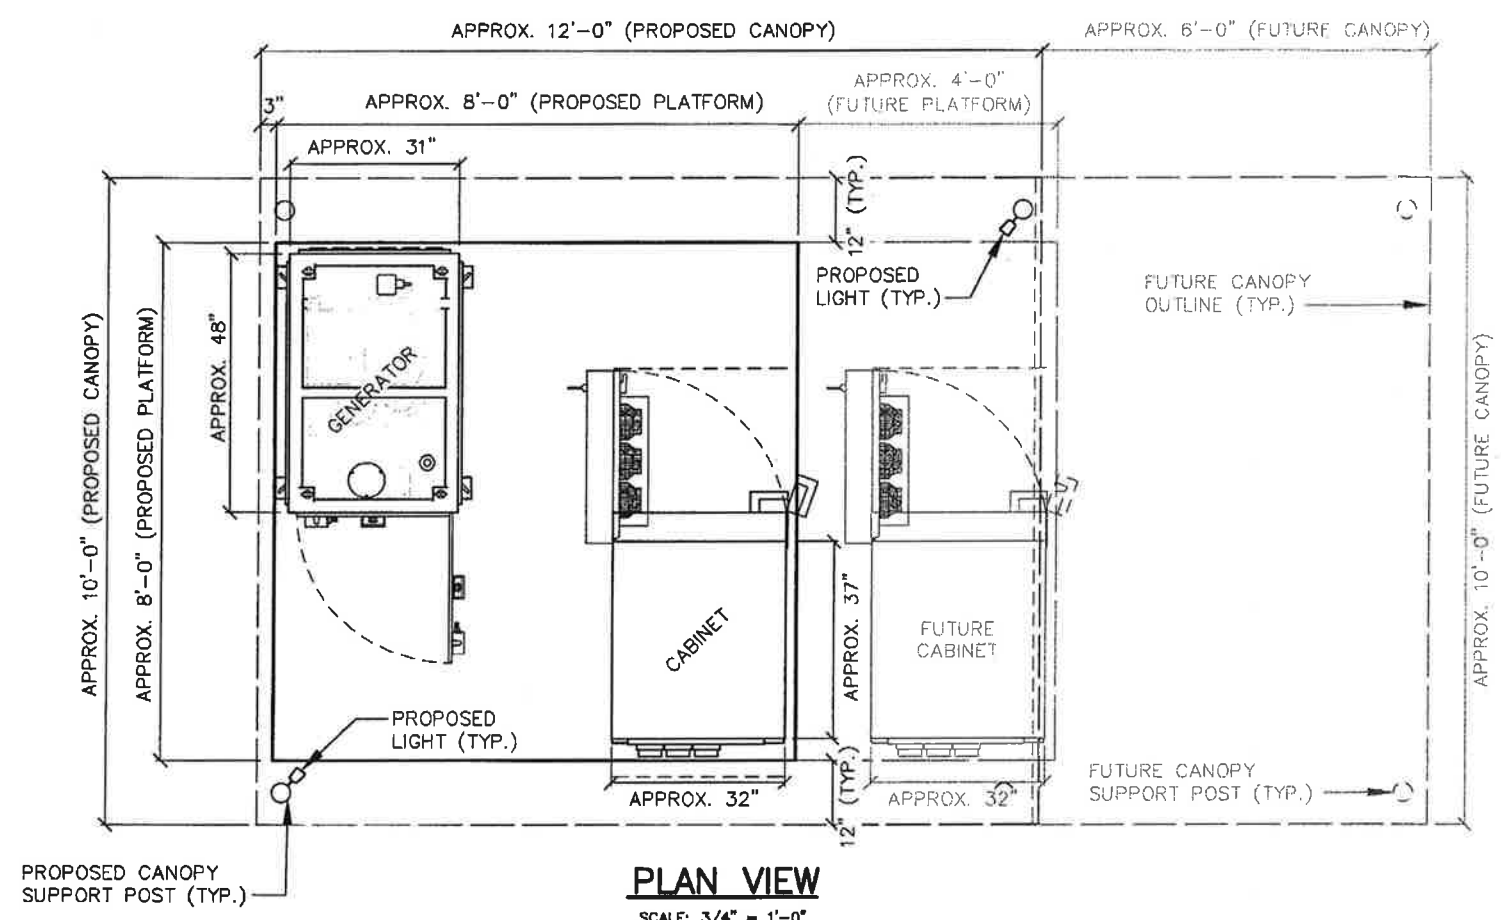 APPROX. 12'-0" (PROPOSED CANOPY)
APPROX. 6'-0" (FUTURE CANOPY)
3"
APPROX. 8'-0" (PROPOSED PLATFORM)
APPROX. 4'-0"
(FUTURE PLATFORM)
APPROX. 31"
12" (TYP.)
PROPOSED
LIGHT (TYP.)
FUTURE CANOPY
OUTLINE (TYP.)
APPROX. 10'-0" (PROPOSED CANOPY)
APPROX. 8'-0" (PROPOSED PLATFORM)
APPROX. 48"
GENERATOR
APPROX. 10'-0" (FUTURE CANOPY)
CABINET
APPROX. 37"
FUTURE
CABINET
PROPOSED
LIGHT (TYP.)
APPROX. 32"
12" (TYP.)
APPROX. 32"
FUTURE CANOPY
SUPPORT POST (TYP.)
PROPOSED CANOPY
SUPPORT POST (TYP.)
PLAN VIEW
SCALE: 3/4" = 1'-0"